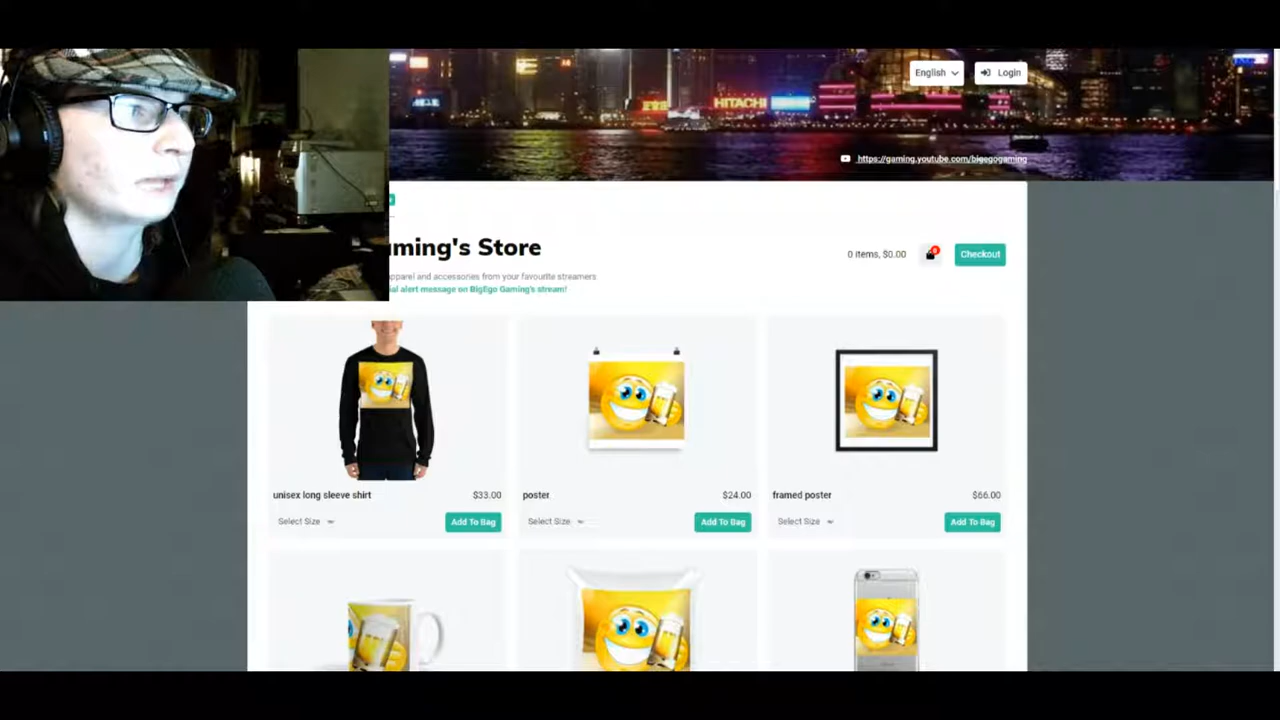 HITACHI
English
Login
https://gaming.youtube.com/bigegogaming
ming's Store
0 items, $0.00
0
Checkout
apparel and accessories from your favourite streamers
alert message on BigEgo Gaming's stream!
unisex long sleeve shirt $33.00
Select Size Add To Bag
poster $24.00
Select Size Add To Bag
framed poster $66.00
Select Size Add To Bag